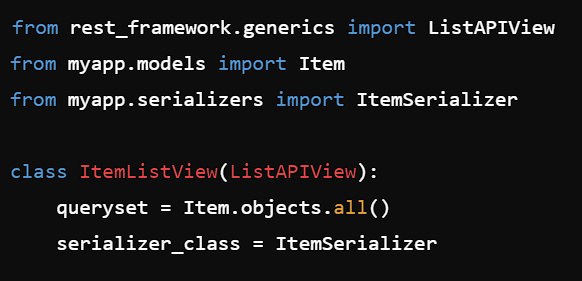 from rest_framework.generics import ListAPIView
from myapp.models import Item
from myapp.serializers import ItemSerializer
class ItemListView(ListAPIView):
    queryset = Item.objects.all()
    serializer_class = ItemSerializer